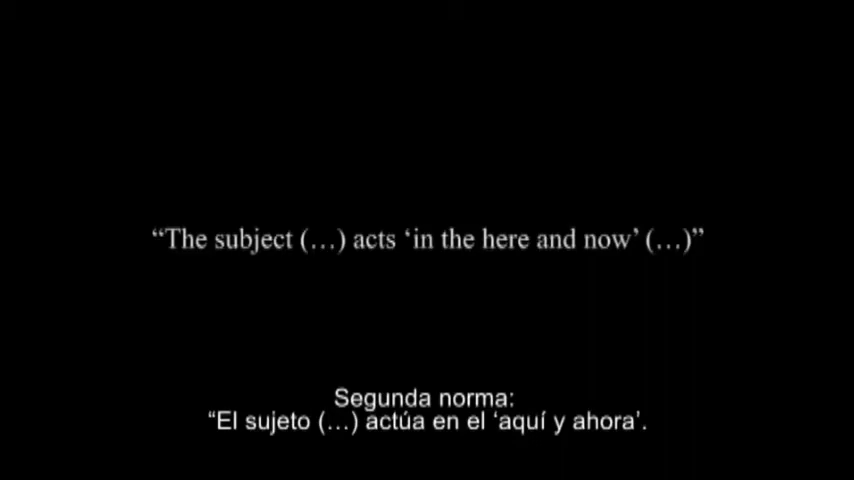 “The subject (…) acts ‘in the here and now’ (…)”
Segunda norma:
“El sujeto (…) actúa en el ‘aquí y ahora’.